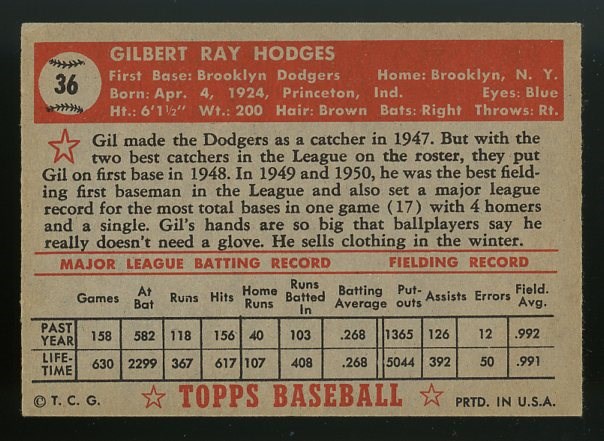 36
GILBERT RAY HODGES
First Base: Brooklyn Dodgers Home: Brooklyn, N. Y.
Born: Apr. 4, 1924, Princeton, Ind. Eyes: Blue
Ht.: 6'1½" Wt.: 200 Hair: Brown Bats: Right Throws: Rt.
Gil made the Dodgers as a catcher in 1947. But with the
two best catchers in the League on the roster, they put
Gil on first base in 1948. In 1949 and 1950, he was the best field-
ing first baseman in the League and also set a major league
record for the most total bases in one game (17) with 4 homers
and a single. Gil's hands are so big that ballplayers say he
really doesn't need a glove. He sells clothing in the winter.
MAJOR LEAGUE BATTING RECORD FIELDING RECORD
Games At Bat Runs Hits Home Runs Runs Batted In Batting Average Put-outs Assists Errors Field. Avg.
PAST YEAR 158 582 118 156 40 103 .268 1365 126 12 .992
LIFE-TIME 630 2299 367 617 107 408 .268 5044 392 50 .991
© T. C. G. ☆ TOPPS BASEBALL ☆ PRTD. IN U.S.A.